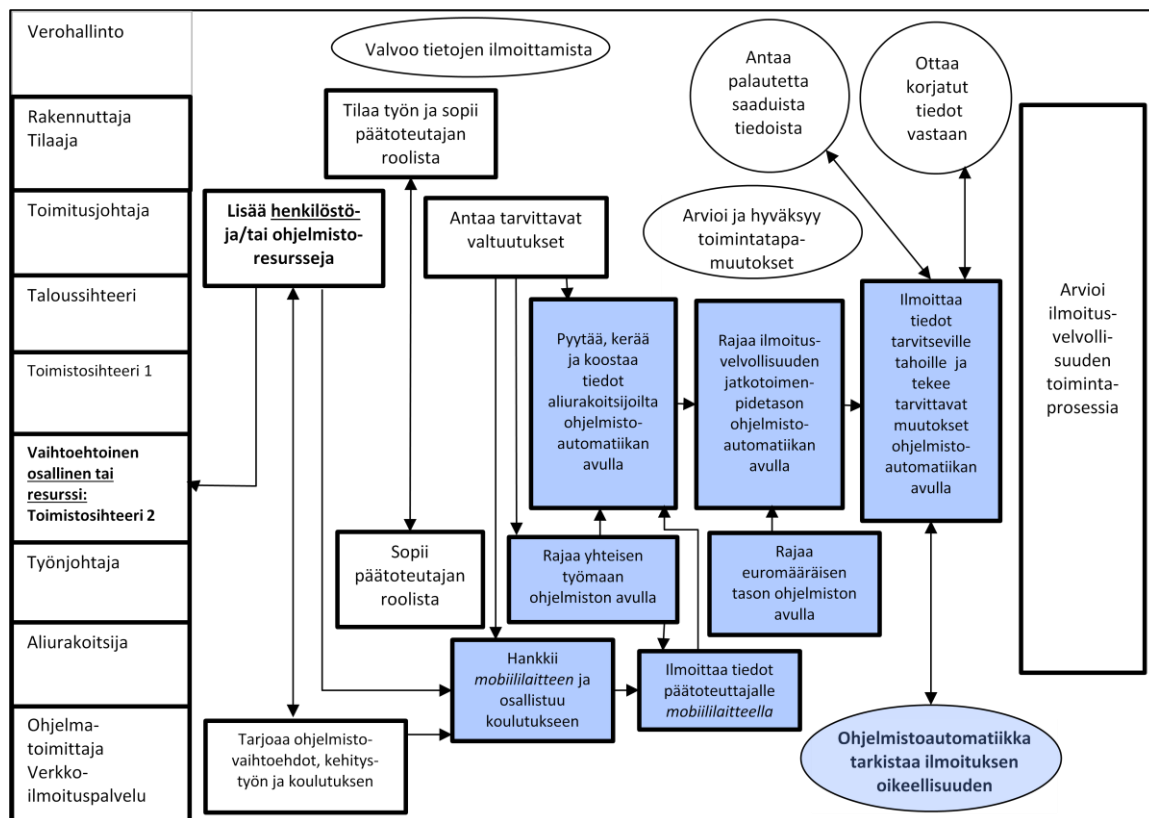 Verohallinto
Rakennuttaja
Tilaaja
Toimitusjohtaja
Taloussihteeri
Toimistosihteeri 1
Vaihtoehtoinen
osallinen tai
resurssi:
Toimistosihteeri 2
Työnjohtaja
Aliurakoitsija
Ohjelma-
toimittaja
Verkko-
ilmoituspalvelu
Valvoo tietojen ilmoittamista
Tilaa työn ja sopii
päätoteutajan
roolista
Lisää henkilöstö-
ja/tai ohjelmisto-
resursseja
Antaa tarvittavat
valtuutukset
Antaa
palautetta
saaduista
tiedoista
Ottaa
korjatut
tiedot
vastaan
Arvioi ja hyväksyy
toimintatapa-
muutokset
Pyytää, kerää
ja koostaa
tiedot
aliurakoitsijoilta
ohjelmisto-
automatiikan
avulla
Rajaa ilmoitus-
velvollisuuden
jatkotoimen-
pidetason
ohjelmisto-
automatiikan
avulla
Ilmoittaa
tiedot
tarvitseville
tahoille ja
tekee
tarvittavat
muutokset
ohjelmisto-
automatiikan
avulla
Arvioi
ilmoitus-
velvolli-
suuden
toiminta-
prosessia
Sopii
päätoteutajan
roolista
Rajaa yhteisen
työmaan
ohjelmiston avulla
Rajaa
euromääräisen
tason ohjelmiston
avulla
Hankkii
mobiililaitteen ja
osallistuu
koulutukseen
Ilmoittaa tiedot
päätoteuttajalle
mobiililaitteella
Tarjoaa ohjelmisto-
vaihtoehdot, kehitys-
työn ja koulutuksen
Ohjelmistoautomatiikka
tarkistaa ilmoituksen
oikeellisuuden